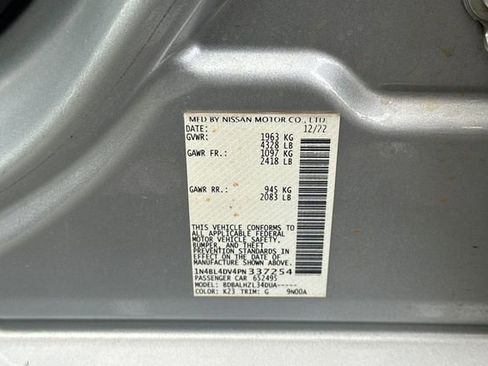 MFD BY NISSAN MOTOR CO., LTD
DATE: 12/22
GVWR: 1963 KG
4328 LB
GAWR FR.: 1097 KG
2418 LB
GAWR RR.: 945 KG
2083 LB
THIS VEHICLE CONFORMS TO
ALL APPLICABLE FEDERAL
MOTOR VEHICLE SAFETY,
BUMPER, AND THEFT
PREVENTION STANDARDS
IN EFFECT ON THE DATE OF
MANUFACTURE SHOWN ABOVE.
1N4BL4DV4PN337254
PASSENGER CAR 652495
MODEL: BDBALHZL34DUA-----
COLOR: K23 TRIM: G 9N00A